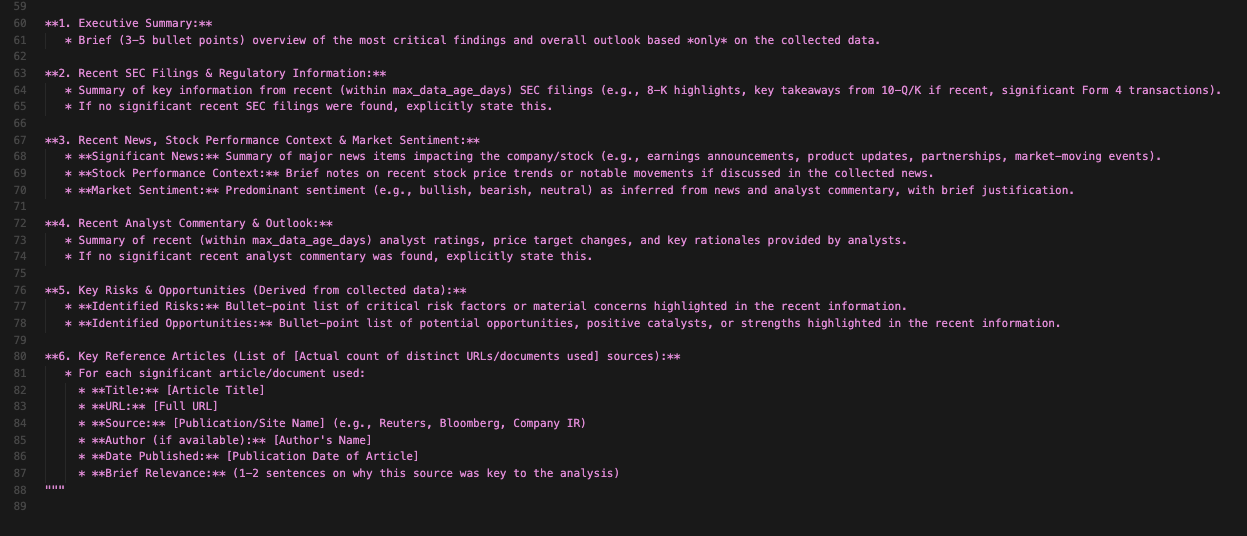 59
60 **1. Executive Summary:**
61 * Brief (3-5 bullet points) overview of the most critical findings and overall outlook based *only* on the collected data.
62
63 **2. Recent SEC Filings & Regulatory Information:**
64 * Summary of key information from recent (within max_data_age_days) SEC filings (e.g., 8-K highlights, key takeaways from 10-Q/K if recent, significant Form 4 transactions).
65 * If no significant recent SEC filings were found, explicitly state this.
66
67 **3. Recent News, Stock Performance Context & Market Sentiment:**
68 * **Significant News:** Summary of major news items impacting the company/stock (e.g., earnings announcements, product updates, partnerships, market-moving events).
69 * **Stock Performance Context:** Brief notes on recent stock price trends or notable movements if discussed in the collected news.
70 * **Market Sentiment:** Predominant sentiment (e.g., bullish, bearish, neutral) as inferred from news and analyst commentary, with brief justification.
71
72 **4. Recent Analyst Commentary & Outlook:**
73 * Summary of recent (within max_data_age_days) analyst ratings, price target changes, and key rationales provided by analysts.
74 * If no significant recent analyst commentary was found, explicitly state this.
75
76 **5. Key Risks & Opportunities (Derived from collected data):**
77 * **Identified Risks:** Bullet-point list of critical risk factors or material concerns highlighted in the recent information.
78 * **Identified Opportunities:** Bullet-point list of potential opportunities, positive catalysts, or strengths highlighted in the recent information.
79
80 **6. Key Reference Articles (List of [Actual count of distinct URLs/documents used] sources):**
81 * For each significant article/document used:
82 * **Title:** [Article Title]
83 * **URL:** [Full URL]
84 * **Source:** [Publication/Site Name] (e.g., Reuters, Bloomberg, Company IR)
85 * **Author (if available):** [Author's Name]
86 * **Date Published:** [Publication Date of Article]
87 * **Brief Relevance:** (1-2 sentences on why this source was key to the analysis)
88 """
89